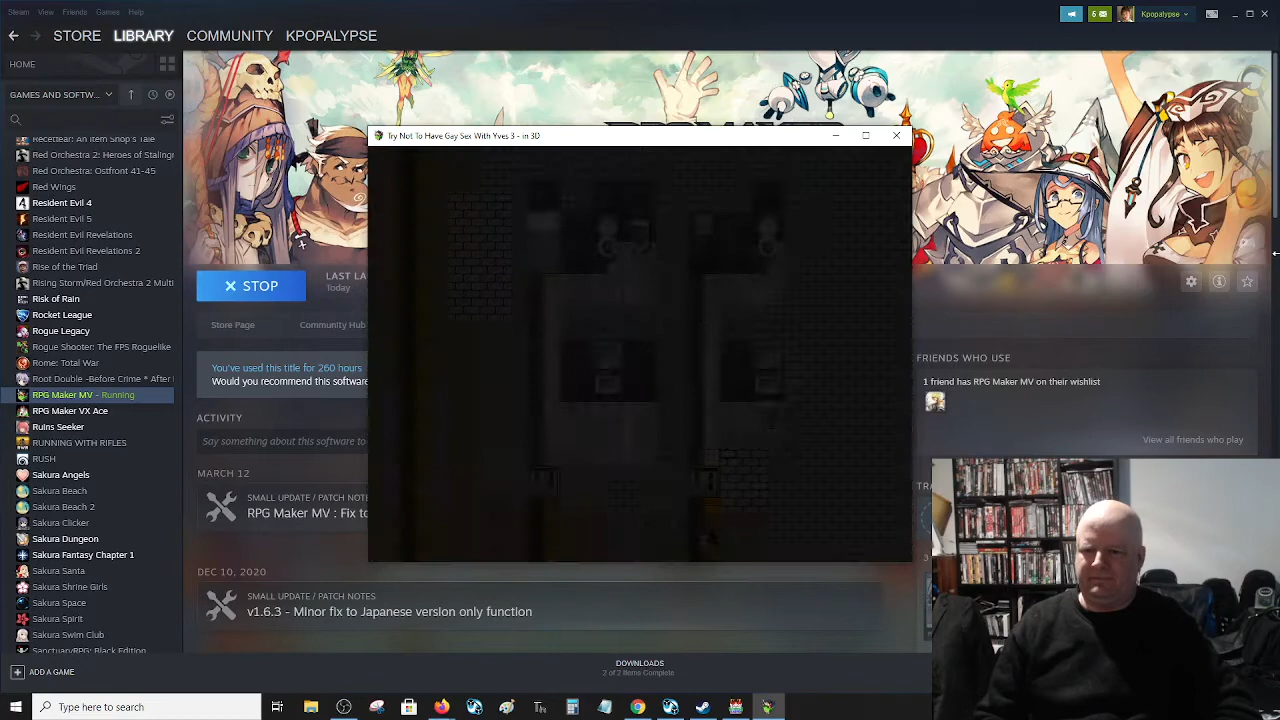 Steam View Friends Games Help
5
Kpopalypse
STORE LIBRARY COMMUNITY KPOPALYPSE
HOME
GAMES AND SOFTW...
Try Not To Have Gay Sex With Yves 3 - in 3D
Red Orchestra 2: Heroes of Stalingr
Red Orchestra: Ostfront 41-45
Red Wings
Resident Evil 4
Resident Evil 5
Resident Evil Revelations
Resident Evil Revelations 2
Rise of the Triad
Rising Storm/Red Orchestra 2 Multi
Risk of Rain
Rocket League
Rogue Legacy
Rogue Shooter: The FPS Roguelike
Rome: Total War
Root Double -Before Crime * After
RPG Maker MV - Running
RPG Maker VX Ace
Ruins Seeker
RUNNING WITH RIFLES
RUSH
Sakura Angels
Sakura Beach
Sakura Beach 2
Sakura Clicker
Sakura Dungeon
Sakura Fantasy Chapter 1
Sakura Santa
Sakura Shrine Girls
Sakura Space
Sakura Spirit
Sakura Swim Club
SanctuaryRPG: Black Edition
STOP
LAST LA
Today
Store Page Community Hub
You've used this title for 260 hours
Would you recommend this software
ACTIVITY
Say something about this software to
MARCH 12
SMALL UPDATE / PATCH NOTE
RPG Maker MV : Fix to
DEC 10, 2020
SMALL UPDATE / PATCH NOTES
v1.6.3 - Minor fix to Japanese version only function
FRIENDS WHO USE
1 friend has RPG Maker MV on their wishlist
View all friends who play
TRA
ADD A GAME
DOWNLOADS
2 of 2 Items Complete
Type here to search